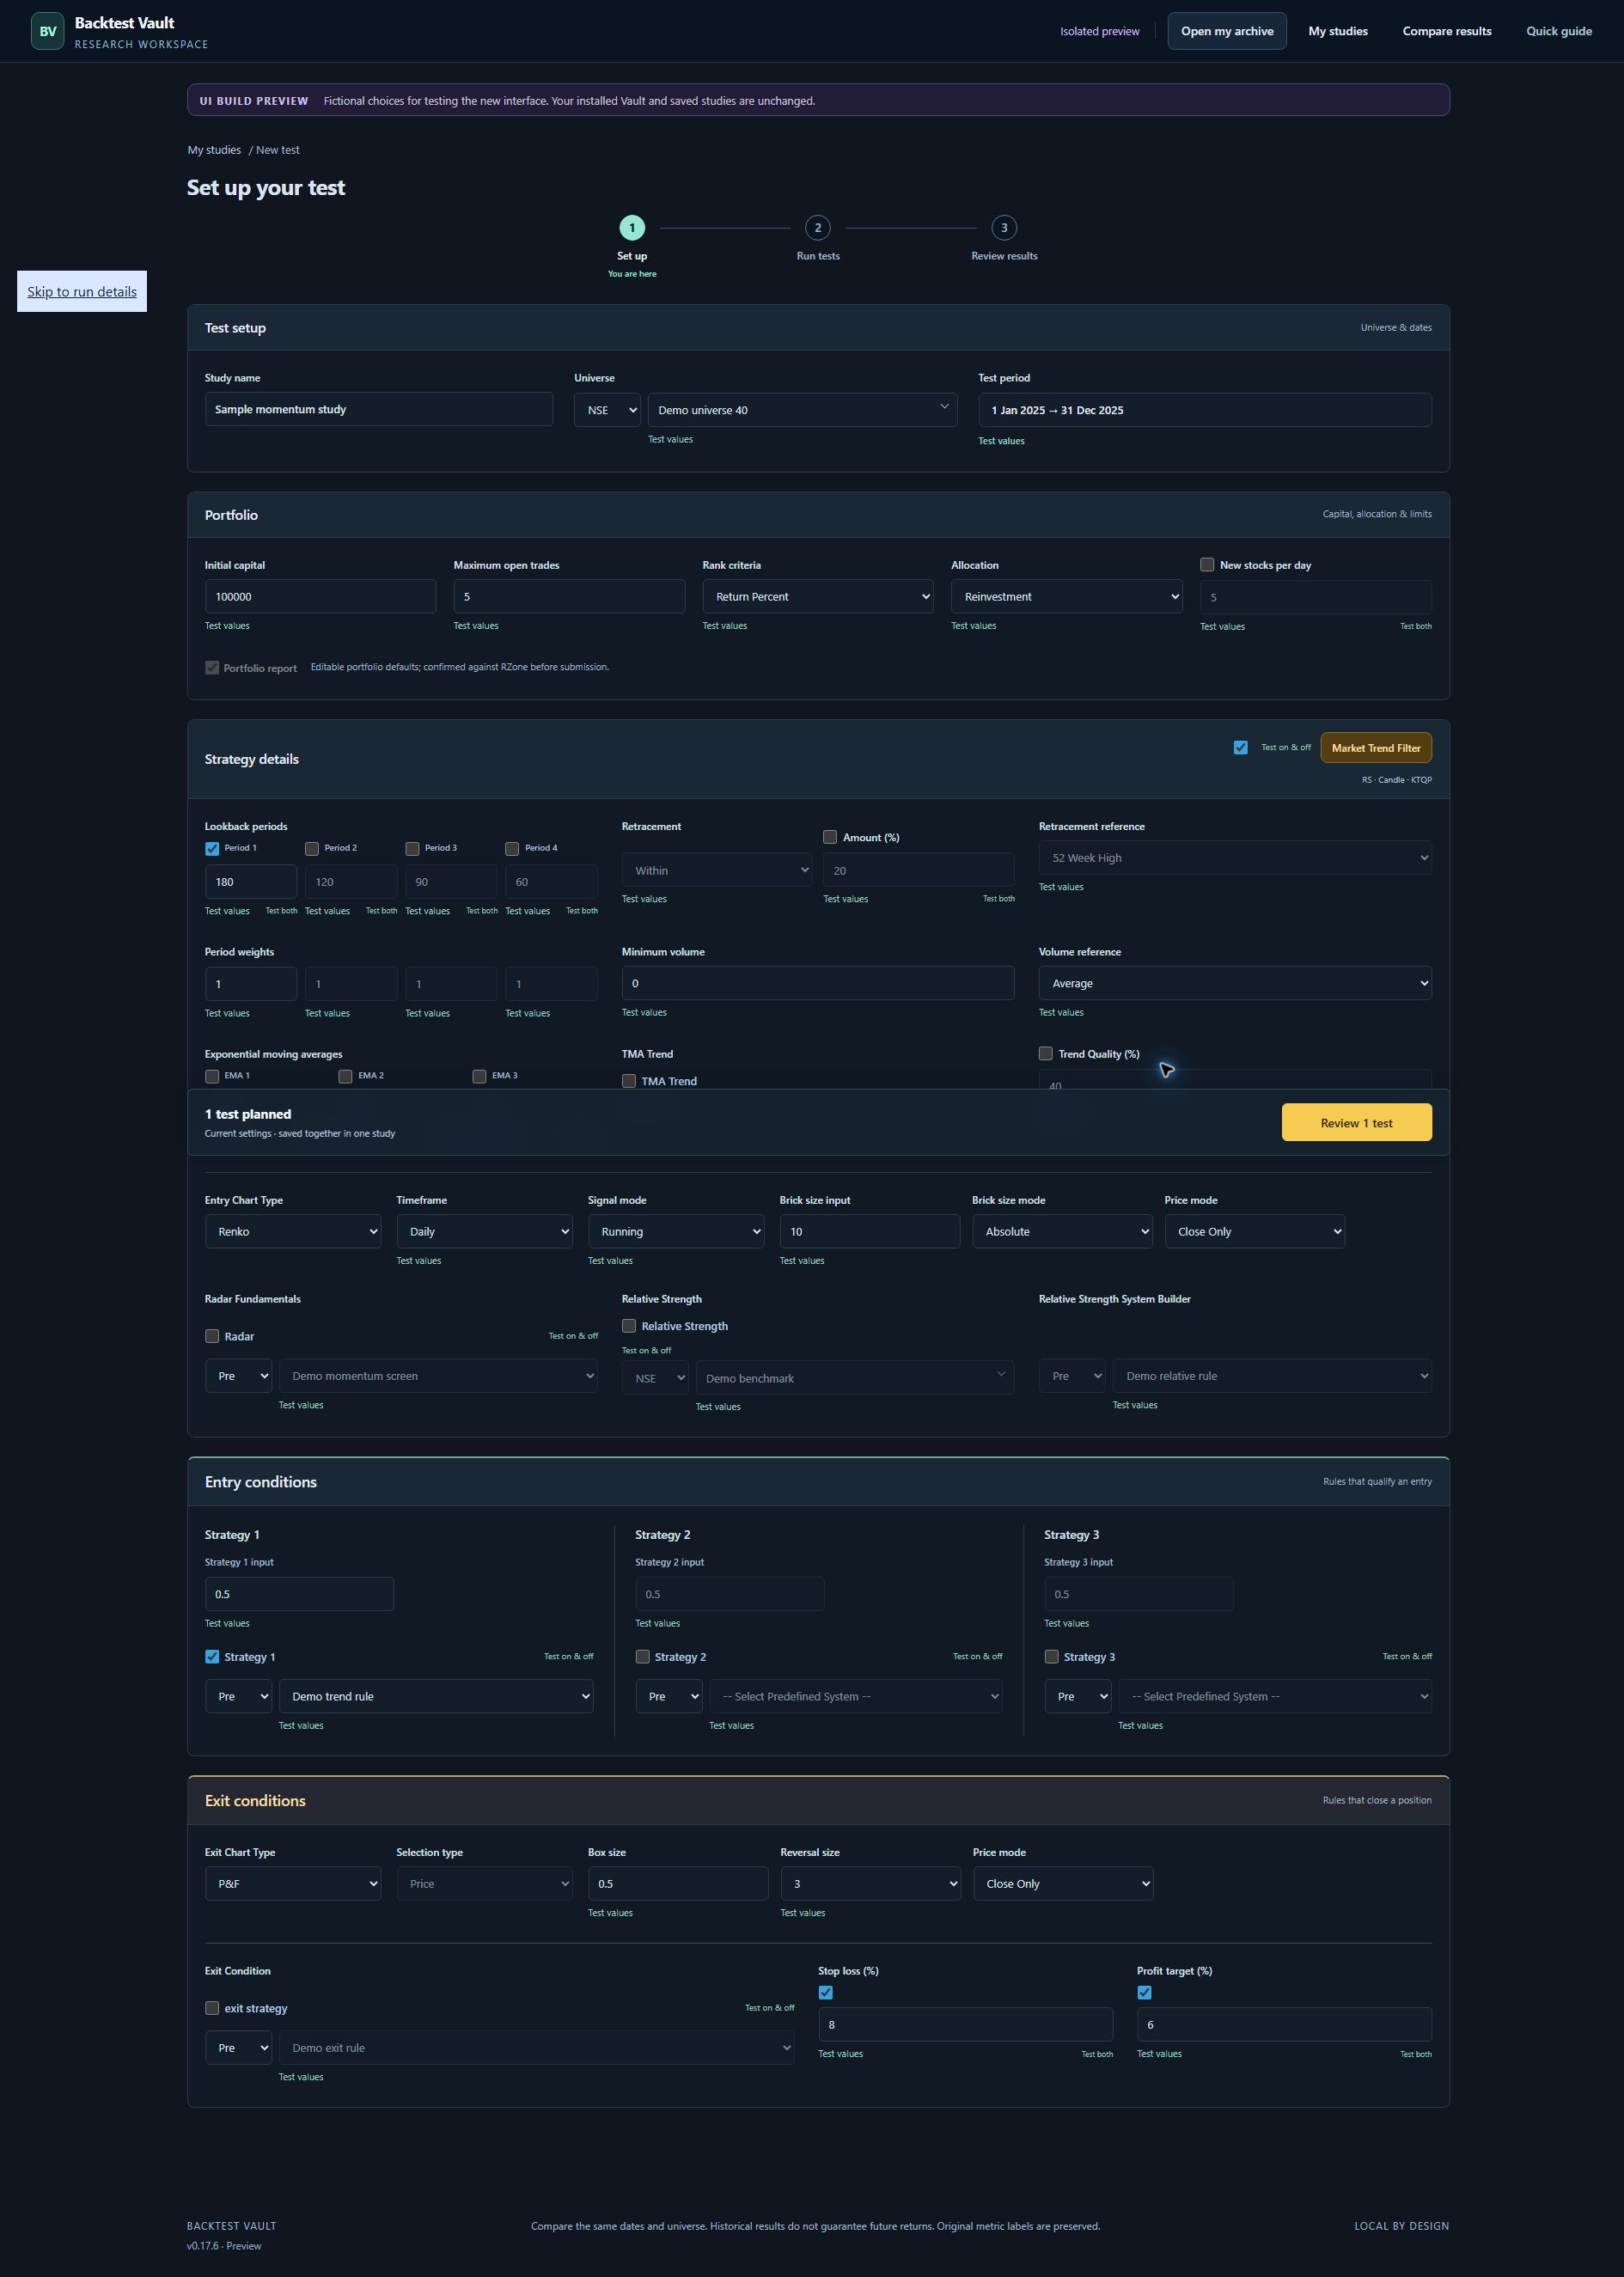 BV
Backtest Vault
RESEARCH WORKSPACE
Isolated preview
Open my archive
My studies
Compare results
Quick guide
UI BUILD PREVIEW Fictional choices for testing the new interface. Your installed Vault and saved studies are unchanged.
My studies / New test
Set up your test
1 2 3
Set up Run tests Review results
You are here
Skip to run details
Test setup Universe & dates
Study name Universe Test period
Sample momentum study NSE Demo universe 40 1 Jan 2025 → 31 Dec 2025
Test values Test values
Portfolio Capital, allocation & limits
Initial capital Maximum open trades Rank criteria Allocation New stocks per day
100000 5 Return Percent Reinvestment 5
Test values Test values Test values Test values Test values Test both
Portfolio report Editable portfolio defaults; confirmed against RZone before submission.
Strategy details Test on & off Market Trend Filter
RS · Candle · KTQP
Lookback periods Retracement Amount (%) Retracement reference
Period 1 Period 2 Period 3 Period 4
180 120 90 60 Within 20 52 Week High
Test values Test both Test values Test both Test values Test both Test values Test both Test values Test values Test both Test values
Period weights Minimum volume Volume reference
1 1 1 1 0 Average
Test values Test values Test values Test values Test values Test values
Exponential moving averages TMA Trend Trend Quality (%)
EMA 1 EMA 2 EMA 3 TMA Trend 40
1 test planned
Current settings · saved together in one study
Review 1 test
Entry Chart Type Timeframe Signal mode Brick size input Brick size mode Price mode
Renko Daily Running 10 Absolute Close Only
Test values Test values Test values
Radar Fundamentals Relative Strength Relative Strength System Builder
Radar Test on & off Relative Strength
Test on & off
Pre Demo momentum screen NSE Demo benchmark Pre Demo relative rule
Test values Test values Test values
Entry conditions Rules that qualify an entry
Strategy 1 Strategy 2 Strategy 3
Strategy 1 input Strategy 2 input Strategy 3 input
0.5 0.5 0.5
Test values Test values Test values
Strategy 1 Test on & off Strategy 2 Test on & off Strategy 3 Test on & off
Pre Demo trend rule Pre -- Select Predefined System -- Pre -- Select Predefined System --
Test values Test values Test values
Exit conditions Rules that close a position
Exit Chart Type Selection type Box size Reversal size Price mode
P&F Price 0.5 3 Close Only
Test values Test values
Exit Condition Stop loss (%) Profit target (%)
exit strategy Test on & off
8 6
Pre Demo exit rule Test values Test both Test values Test both
Test values
BACKTEST VAULT Compare the same dates and universe. Historical results do not guarantee future returns. Original metric labels are preserved. LOCAL BY DESIGN
v0.17.6 · Preview